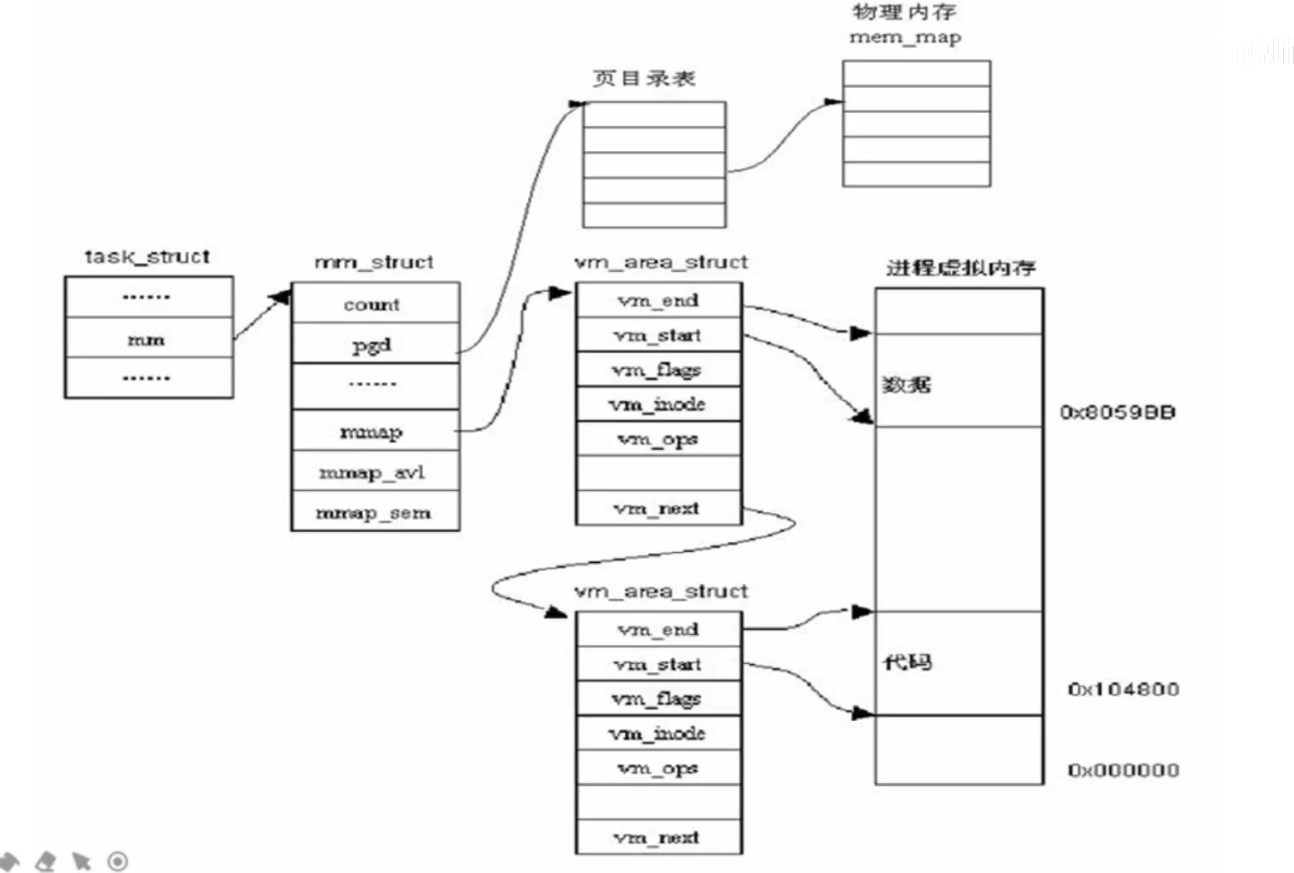 物理内存
mem_map
页目录表
task_struct
......
mm
......
mm_struct
count
pgd
......
mmap
mmap_avl
mmap_sem
vm_area_struct
vm_end
vm_start
vm_flags
vm_inode
vm_ops
vm_next
vm_area_struct
vm_end
vm_start
vm_flags
vm_inode
vm_ops
vm_next
进程虚拟内存
数据
0x8059BB
代码
0x104800
0x000000